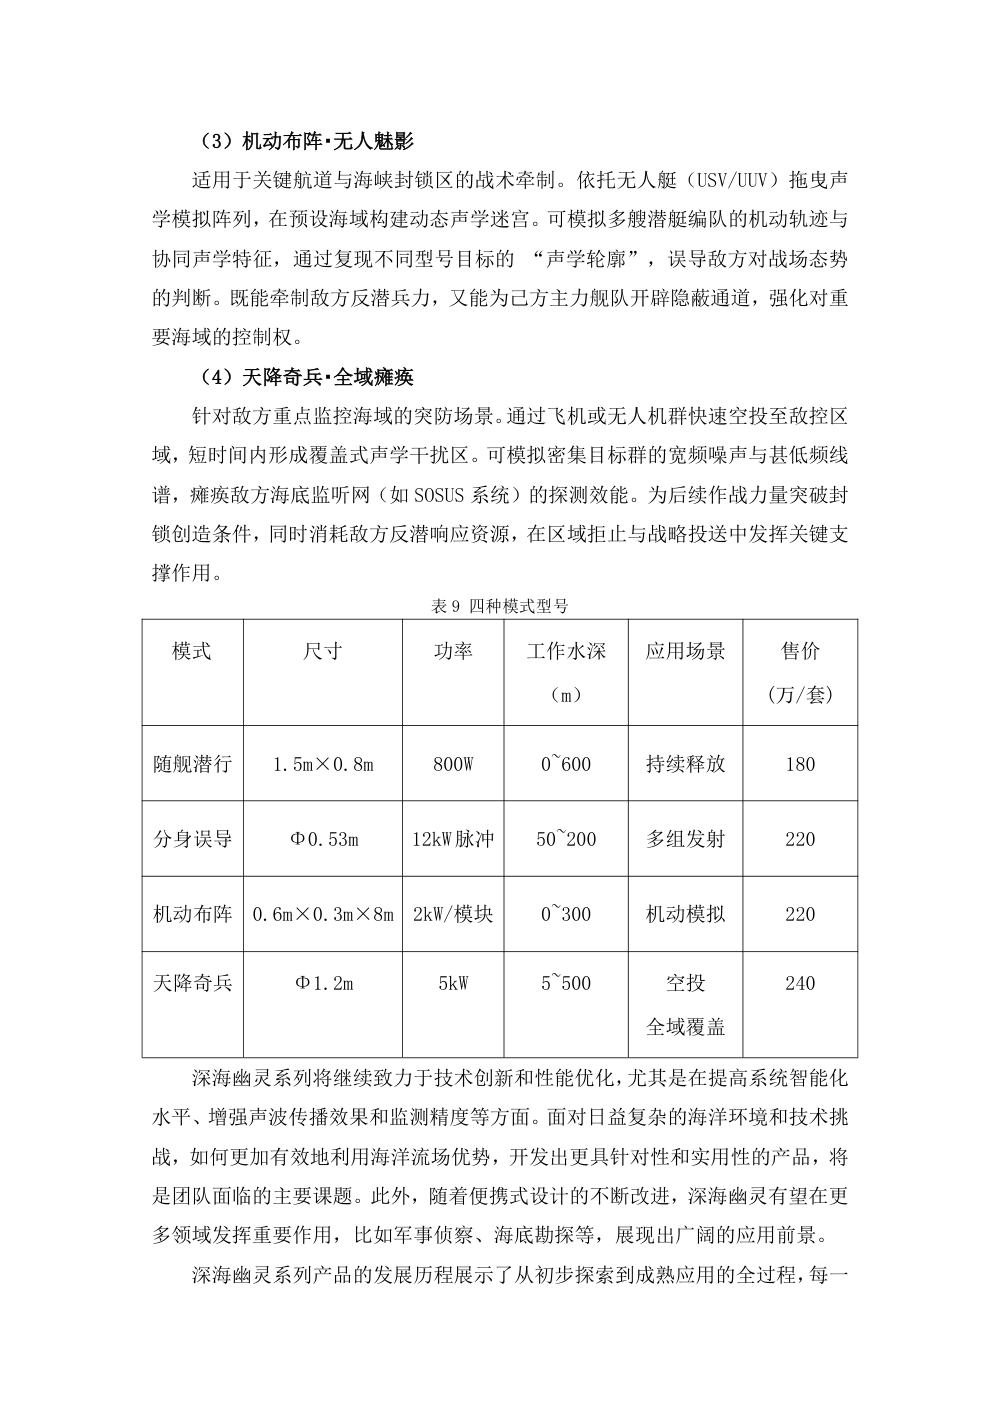 （3）机动布阵·无人魅影
适用于关键航道与海峡封锁区的战术牵制。依托无人艇（USV/UUV）拖曳声
学模拟阵列，在预设海域构建动态声学迷宫。可模拟多艘潜艇编队的机动轨迹与
协同声学特征，通过复现不同型号目标的 “声学轮廓”，误导敌方对战场态势
的判断。既能牵制敌方反潜兵力，又能为己方主力舰队开辟隐蔽通道，强化对重
要海域的控制权。
（4）天降奇兵·全域瘫痪
针对敌方重点监控海域的突防场景。通过飞机或无人机群快速空投至敌控区
域，短时间内形成覆盖式声学干扰区。可模拟密集目标群的宽频噪声与甚低频线
谱，瘫痪敌方海底监听网（如 SOSUS 系统）的探测效能。为后续作战力量突破封
锁创造条件，同时消耗敌方反潜响应资源，在区域拒止与战略投送中发挥关键支
撑作用。
表 9 四种模式型号
模式 尺寸 功率 工作水深 应用场景 售价
（m） (万/套)
随舰潜行 1.5m×0.8m 800W 0~600 持续释放 180
分身误导 Φ0.53m 12kW脉冲 50~200 多组发射 220
机动布阵 0.6m×0.3m×8m 2kW/模块 0~300 机动模拟 220
天降奇兵 Φ1.2m 5kW 5~500 空投 240
全域覆盖
深海幽灵系列将继续致力于技术创新和性能优化，尤其是在提高系统智能化
水平、增强声波传播效果和监测精度等方面。面对日益复杂的海洋环境和技术挑
战，如何更加有效地利用海洋流场优势，开发出更具针对性和实用性的产品，将
是团队面临的主要课题。此外，随着便携式设计的不断改进，深海幽灵有望在更
多领域发挥重要作用，比如军事侦察、海底勘探等，展现出广阔的应用前景。
深海幽灵系列产品的发展历程展示了从初步探索到成熟应用的全过程，每一